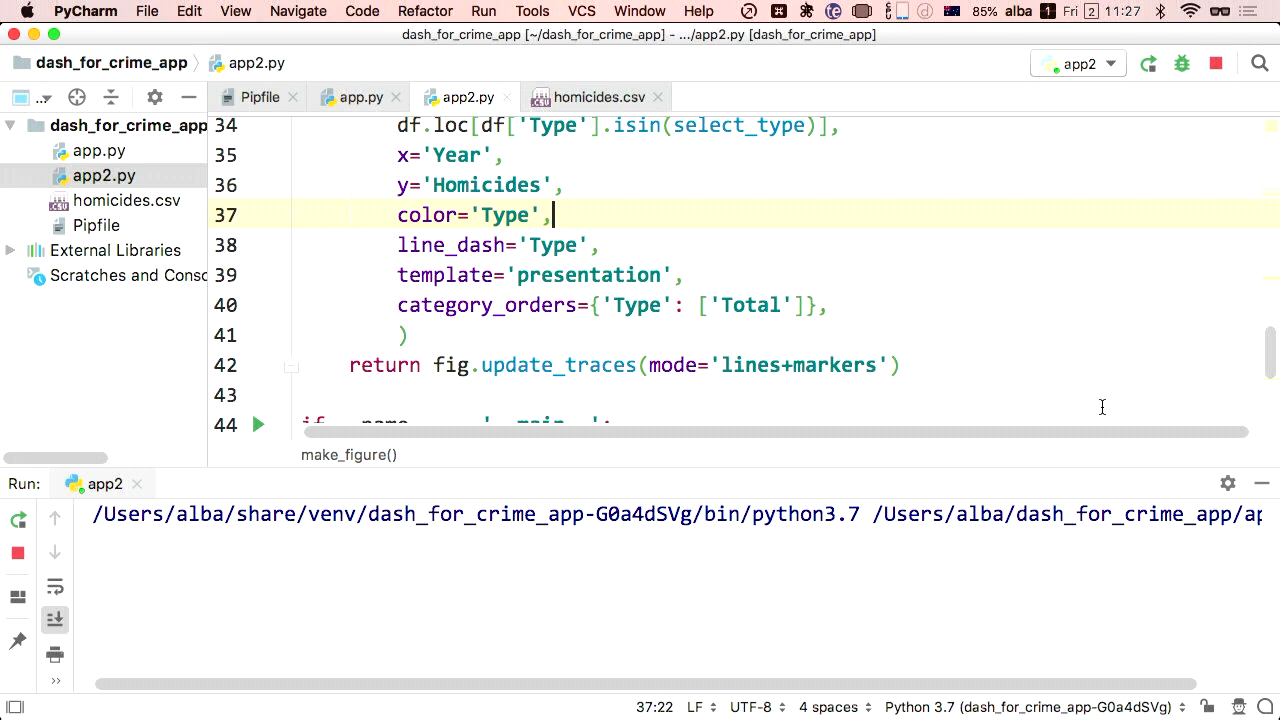 PyCharm File Edit View Navigate Code Refactor Run Tools VCS Window Help 85% alba 1 Fri 2 11:27
dash_for_crime_app [~/dash_for_crime_app] - .../app2.py [dash_for_crime_app]
dash_for_crime_app app2.py app2
Pipfile app.py app2.py homicides.csv
dash_for_crime_app
app.py
app2.py
homicides.csv
Pipfile
External Libraries
Scratches and Consc
34 df.loc[df['Type'].isin(select_type)],
35 x='Year',
36 y='Homicides',
37 color='Type',
38 line_dash='Type',
39 template='presentation',
40 category_orders={'Type': ['Total']},
41 )
42 return fig.update_traces(mode='lines+markers')
43
44 if __name__ == '__main__':
make_figure()
Run: app2
/Users/alba/share/venv/dash_for_crime_app-G0a4dSVg/bin/python3.7 /Users/alba/dash_for_crime_app/ap
37:22 LF UTF-8 4 spaces Python 3.7 (dash_for_crime_app-G0a4dSVg)